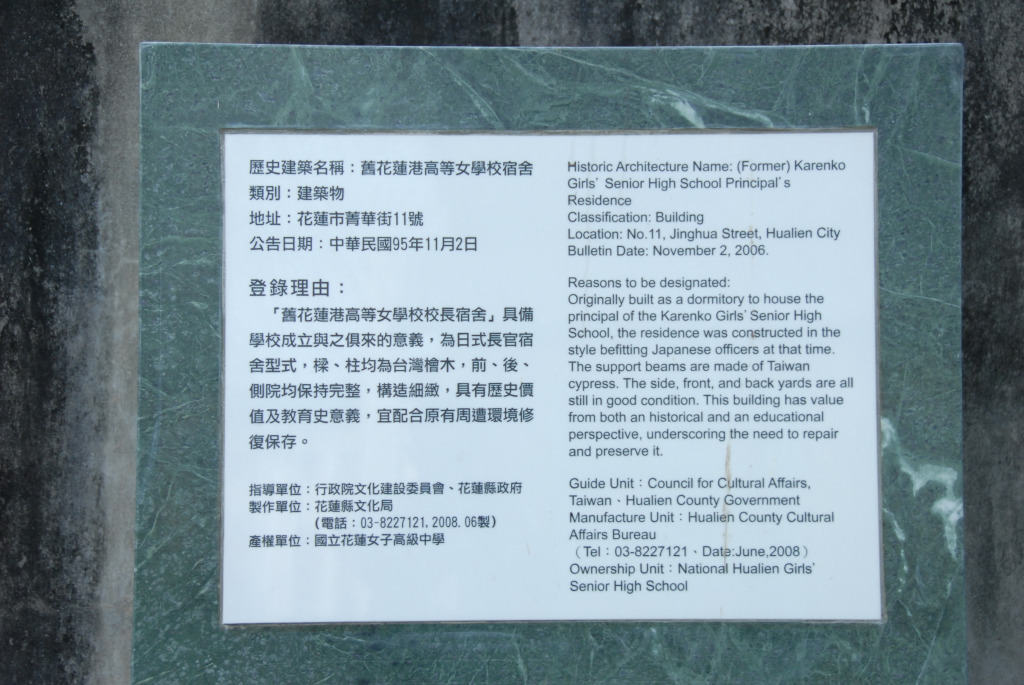 歷史建築名稱：舊花蓮港高等女學校宿舍
類別：建築物
地址：花蓮市菁華街11號
公告日期：中華民國95年11月2日
登錄理由：
「舊花蓮港高等女學校校長宿舍」具備
學校成立與之俱來的意義，為日式長官宿
舍型式，樑、柱均為台灣檜木，前、後、
側院均保持完整，構造細緻，具有歷史價
值及教育史意義，宜配合原有周遭環境修
復保存。
指導單位：行政院文化建設委員會、花蓮縣政府
製作單位：花蓮縣文化局
(電話：03-8227121,2008.06製)
產權單位：國立花蓮女子高級中學
Historic Architecture Name: (Former) Karenko
Girls' Senior High School Principal's
Residence
Classification: Building
Location: No.11, Jinghua Street, Hualien City
Bulletin Date: November 2, 2006.
Reasons to be designated:
Originally built as a dormitory to house the
principal of the Karenko Girls' Senior High
School, the residence was constructed in the
style befitting Japanese officers at that time.
The support beams are made of Taiwan
cypress. The side, front, and back yards are all
still in good condition. This building has value
from both an historical and an educational
perspective, underscoring the need to repair
and preserve it.
Guide Unit：Council for Cultural Affairs,
Taiwan、Hualien County Government
Manufacture Unit：Hualien County Cultural
Affairs Bureau
（Tel：03-8227121、Date:June,2008）
Ownership Unit：National Hualien Girls'
Senior High School